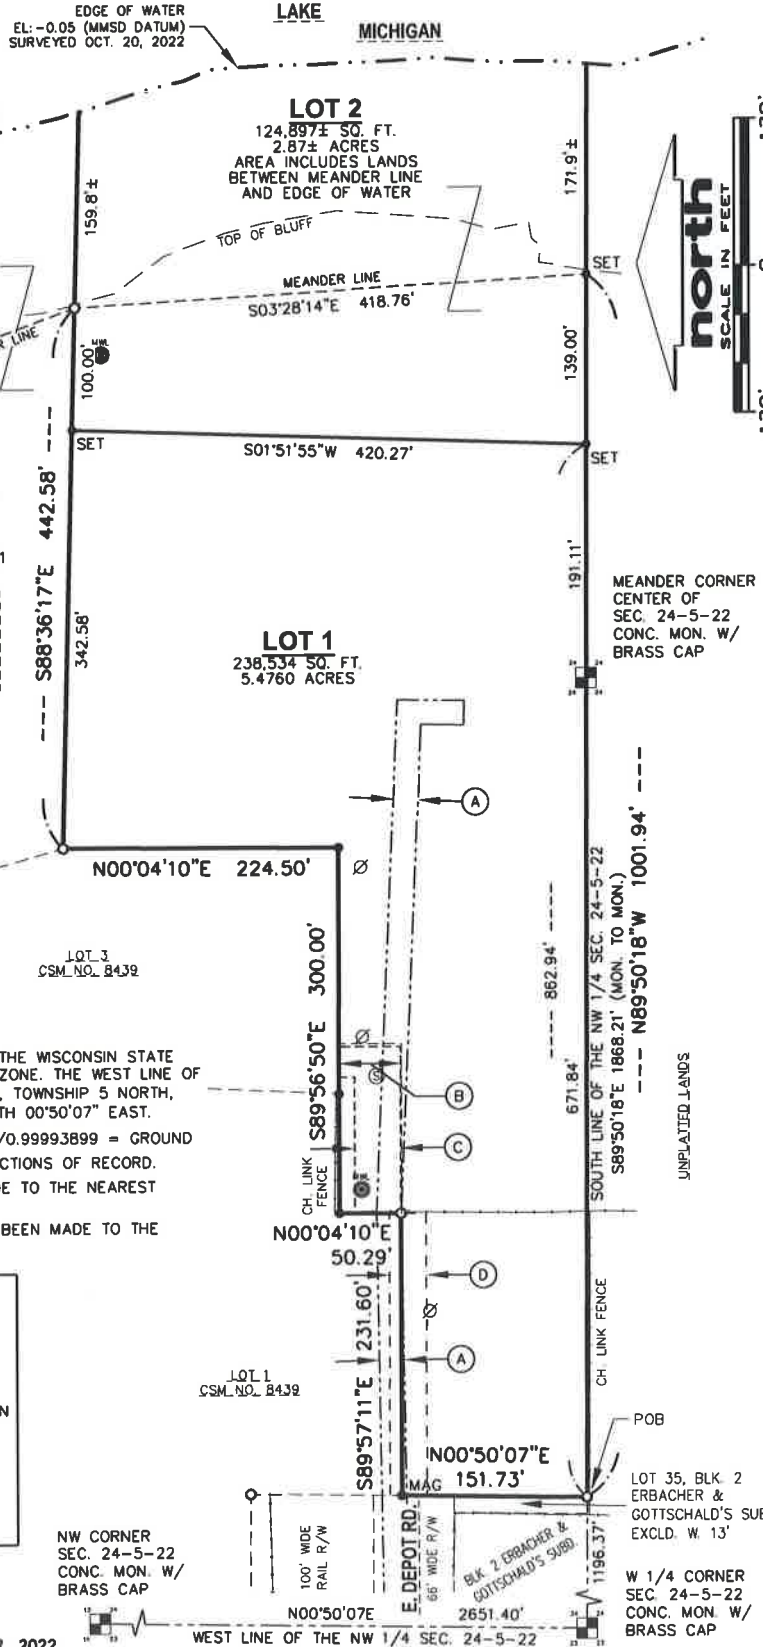 EDGE OF WATER
EL:-0.05 (MMSD DATUM)
SURVEYED OCT. 20, 2022
LAKE
MICHIGAN
LOT 2
124,897± SQ. FT.
2.87± ACRES
AREA INCLUDES LANDS
BETWEEN MEANDER LINE
AND EDGE OF WATER
159.8'±
171.9'±
TOP OF BLUFF
MEANDER LINE
S03°28'14"E 418.76'
SET
north
SCALE IN FEET
LINE
100.00'
139.00'
SET
S01°51'55"W 420.27'
SET
S88°36'17"E 442.58'
342.58'
191.11'
MEANDER CORNER
CENTER OF
SEC. 24-5-22
CONC. MON. W/
BRASS CAP
LOT 1
238,534 SQ. FT.
5.4760 ACRES
A
N00°04'10"E 224.50'
LOT 3
CSM NO. 8439
S89°56'50"E 300.00'
862.94'
671.84'
SOUTH LINE OF THE NW 1/4 SEC. 24-5-22
S89°50'18"E 1868.21' (MON. TO MON.)
N89°50'18"W 1001.94'
UNPLATTED LANDS
THE WISCONSIN STATE
ZONE. THE WEST LINE OF
, TOWNSHIP 5 NORTH,
TH 00°50'07" EAST.
/0.99993899 = GROUND
CTIONS OF RECORD.
E TO THE NEAREST
BEEN MADE TO THE
S
B
C
CH. LINK
FENCE
N00°04'10"E
50.29'
D
S89°57'11"E 231.60'
A
CH. LINK FENCE
LOT 1
CSM NO. 8439
N
N00°50'07"E
151.73'
MAG
POB
LOT 35, BLK. 2
ERBACHER &
GOTTSCHALD'S SUB
EXCLD. W. 13'
NW CORNER
SEC. 24-5-22
CONC. MON. W/
BRASS CAP
100' WIDE
RAIL R/W
E. DEPOT RD.
66' WIDE R/W
BLK 2 ERBACHER &
GOTTSCHALD'S SUBD.
1196.37'
W 1/4 CORNER
SEC. 24-5-22
CONC. MON. W/
BRASS CAP
N00°50'07E 2651.40'
WEST LINE OF THE NW 1/4 SEC. 24-5-22
2022